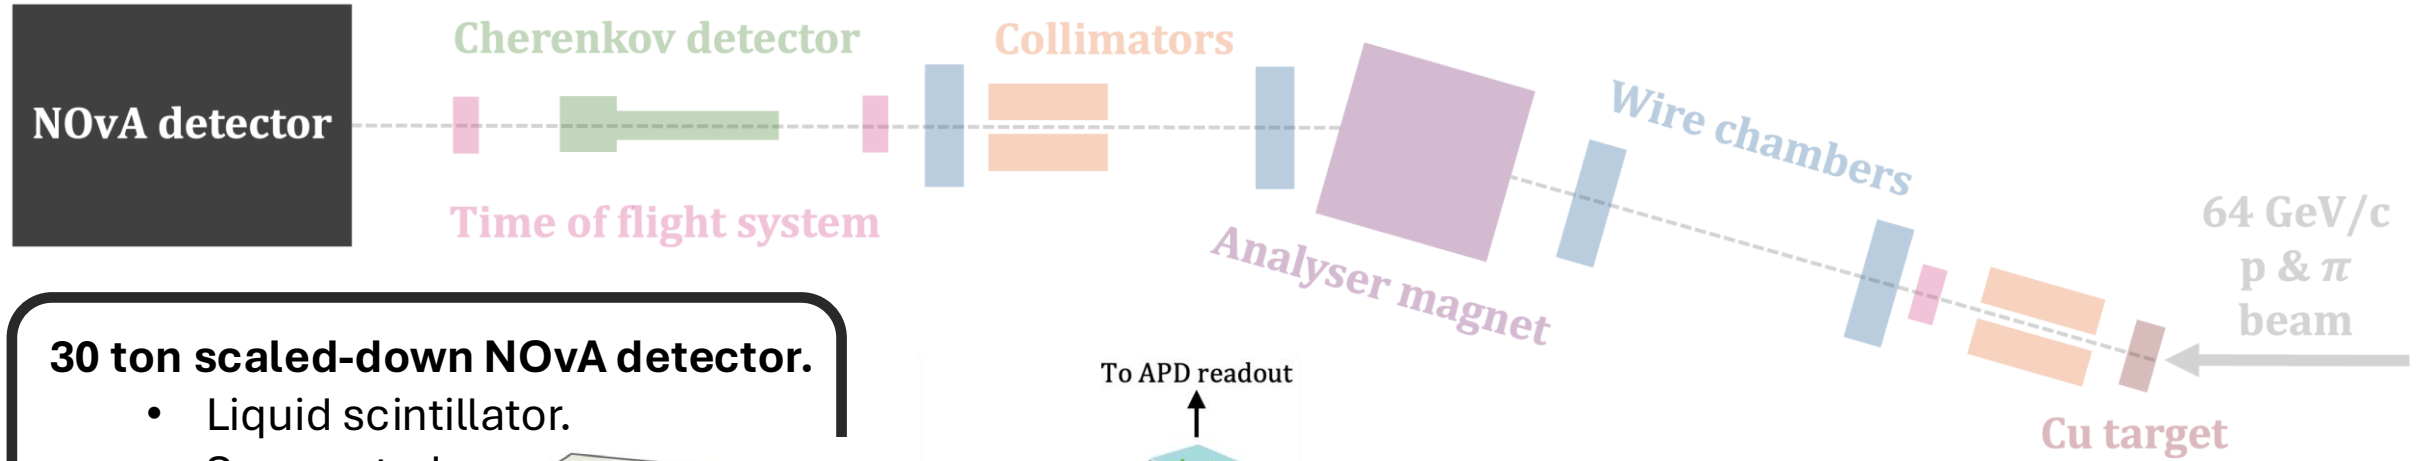 Cherenkov detector
Collimators
NOvA detector
Wire chambers
Time of flight system
Analyser magnet
64 GeV/c
p & π
beam
Cu target
30 ton scaled-down NOvA detector.
• Liquid scintillator.
To APD readout